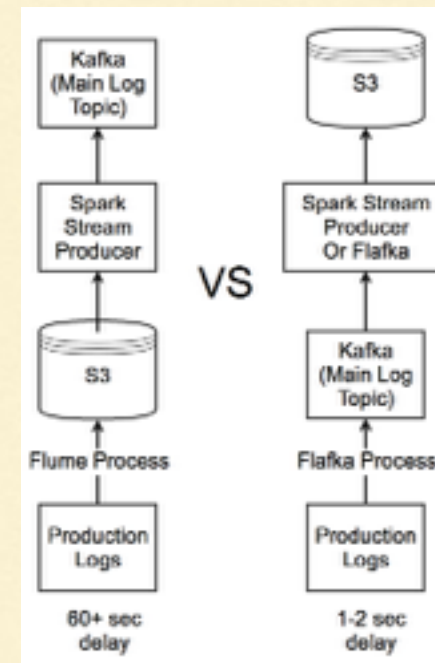 Kafka
(Main Log
Topic)
Spark
Stream
Producer
S3
Flume Process
Production
Logs
60+ sec
delay
VS
S3
Spark Stream
Producer
Or Flafka
Kafka
(Main Log
Topic)
Flafka Process
Production
Logs
1-2 sec
delay